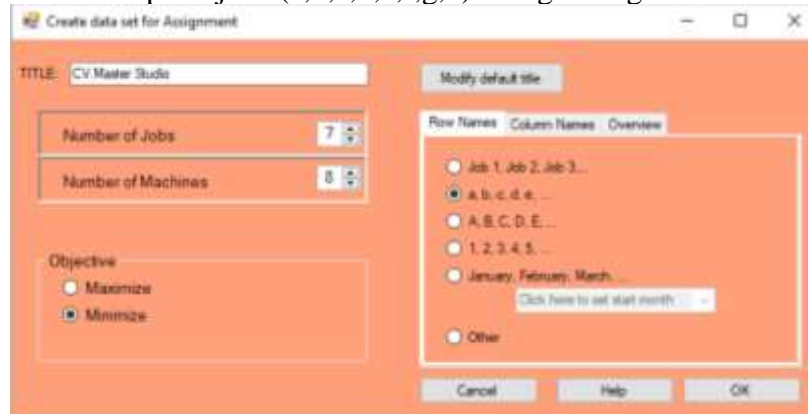 Create data set for Assignment
TITLE: CV Master Studio
Modify default title
Number of Jobs 7
Number of Machines 8
Objective
Maximize
Minimize
Row Names Column Names Overview
Job 1, Job 2, Job 3...
a, b, c, d, e, ...
A, B, C, D, E, ...
1, 2, 3, 4, 5, ...
January, February, March, ...
Click here to set start month
Other
Cancel Help OK